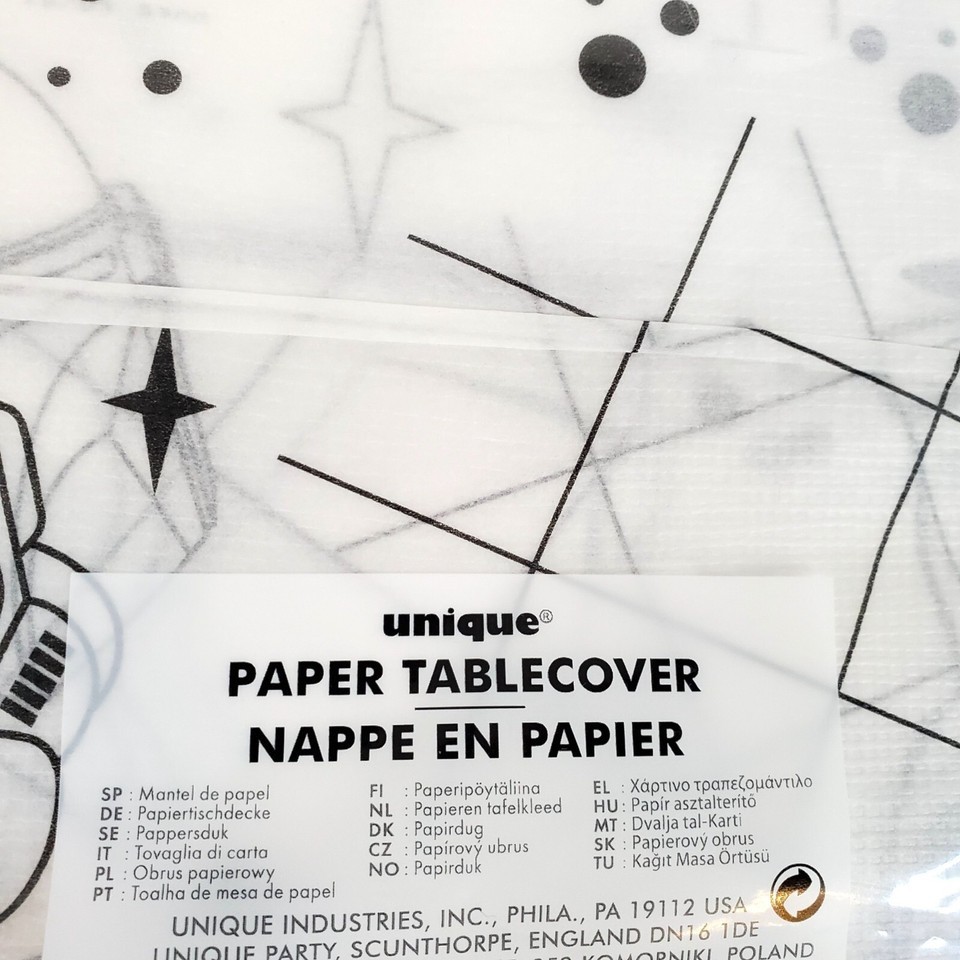 unique®
PAPER TABLECOVER
NAPPE EN PAPIER
SP : Mantel de papel
DE : Papiertischdecke
SE : Pappersduk
IT : Tovaglia di carta
PL : Obrus papierowy
PT : Toalha de mesa de papel
FI : Paperipöytäliina
NL : Papieren tafelkleed
DK : Papirdug
CZ : Papírový ubrus
NO : Papirduk
EL : Χάρτινο τραπεζομάντιλο
HU : Papír asztalterítő
MT : Dvalja tal-Karti
SK : Papierový obrus
TU : Kağıt Masa Örtüsü
UNIQUE INDUSTRIES, INC., PHILA., PA 19112 USA
UNIQUE PARTY, SCUNTHORPE, ENGLAND DN16 1DE
KOMORNIKI, POLAND